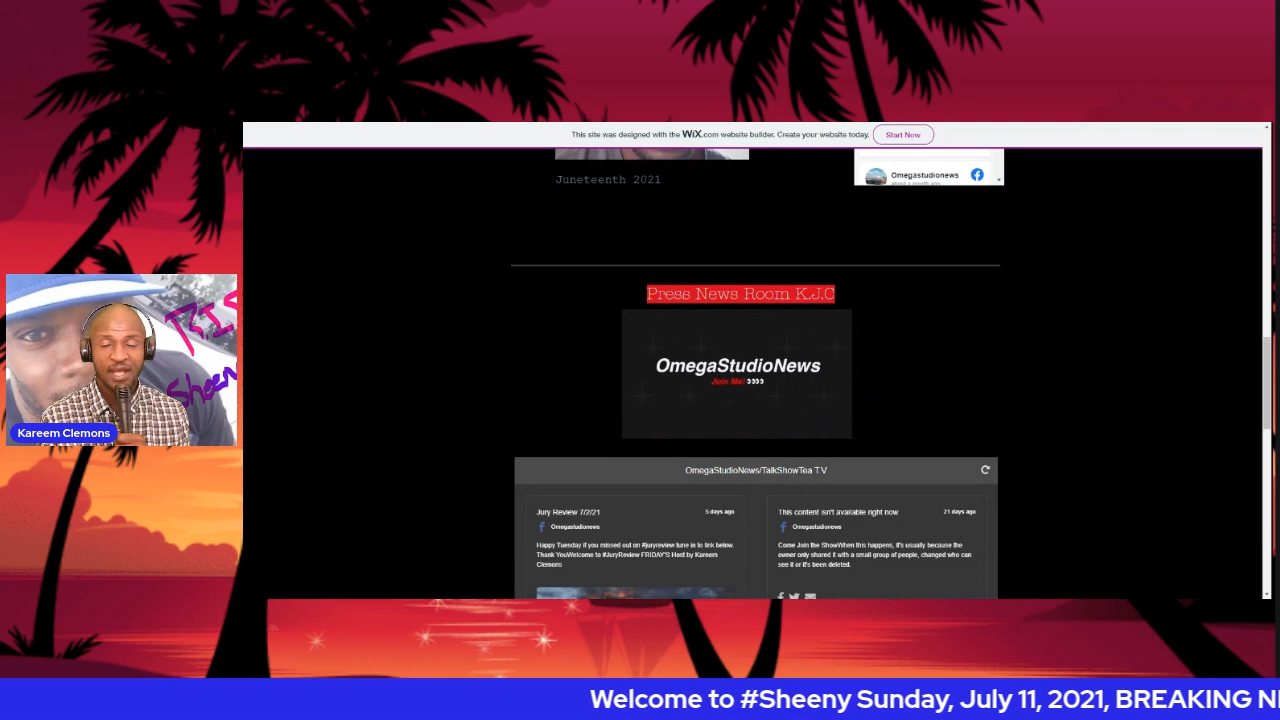 This site was designed with the WiX.com website builder. Create your website today. Start Now
Juneteenth 2021
Omegastudionews
about a month ago
Press News Room K.J.C
OmegaStudioNews
Join Me!
OmegaStudioNews/TalkShowTea T.V
Jury Review 7/2/21
5 days ago
Omegastudionews
Happy Tuesday if you missed out on #juryreview tune in to link below.
Thank YouWelcome to #JuryReview FRIDAY'S Host by Kareem
Clemons
This content isn't available right now
21 days ago
Omegastudionews
Come Join the ShowWhen this happens, it's usually because the
owner only shared it with a small group of people, changed who can
see it or it's been deleted.
R.I.
Sheen
Kareem Clemons
Welcome to #Sheeny Sunday, July 11, 2021, BREAKING N